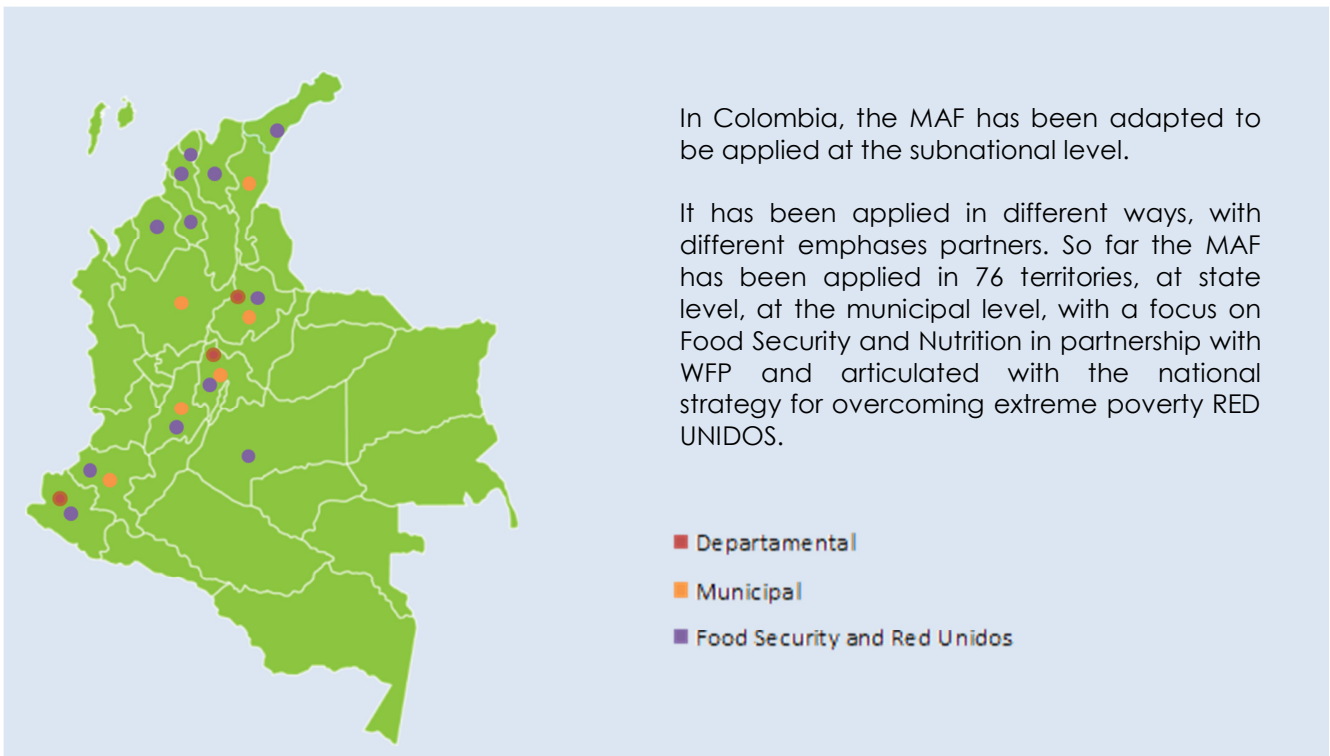 In Colombia, the MAF has been adapted to
be applied at the subnational level.
It has been applied in different ways, with
different emphases partners. So far the MAF
has been applied in 76 territories, at state
level, at the municipal level, with a focus on
Food Security and Nutrition in partnership with
WFP and articulated with the national
strategy for overcoming extreme poverty RED
UNIDOS.
Departamental
Municipal
Food Security and Red Unidos